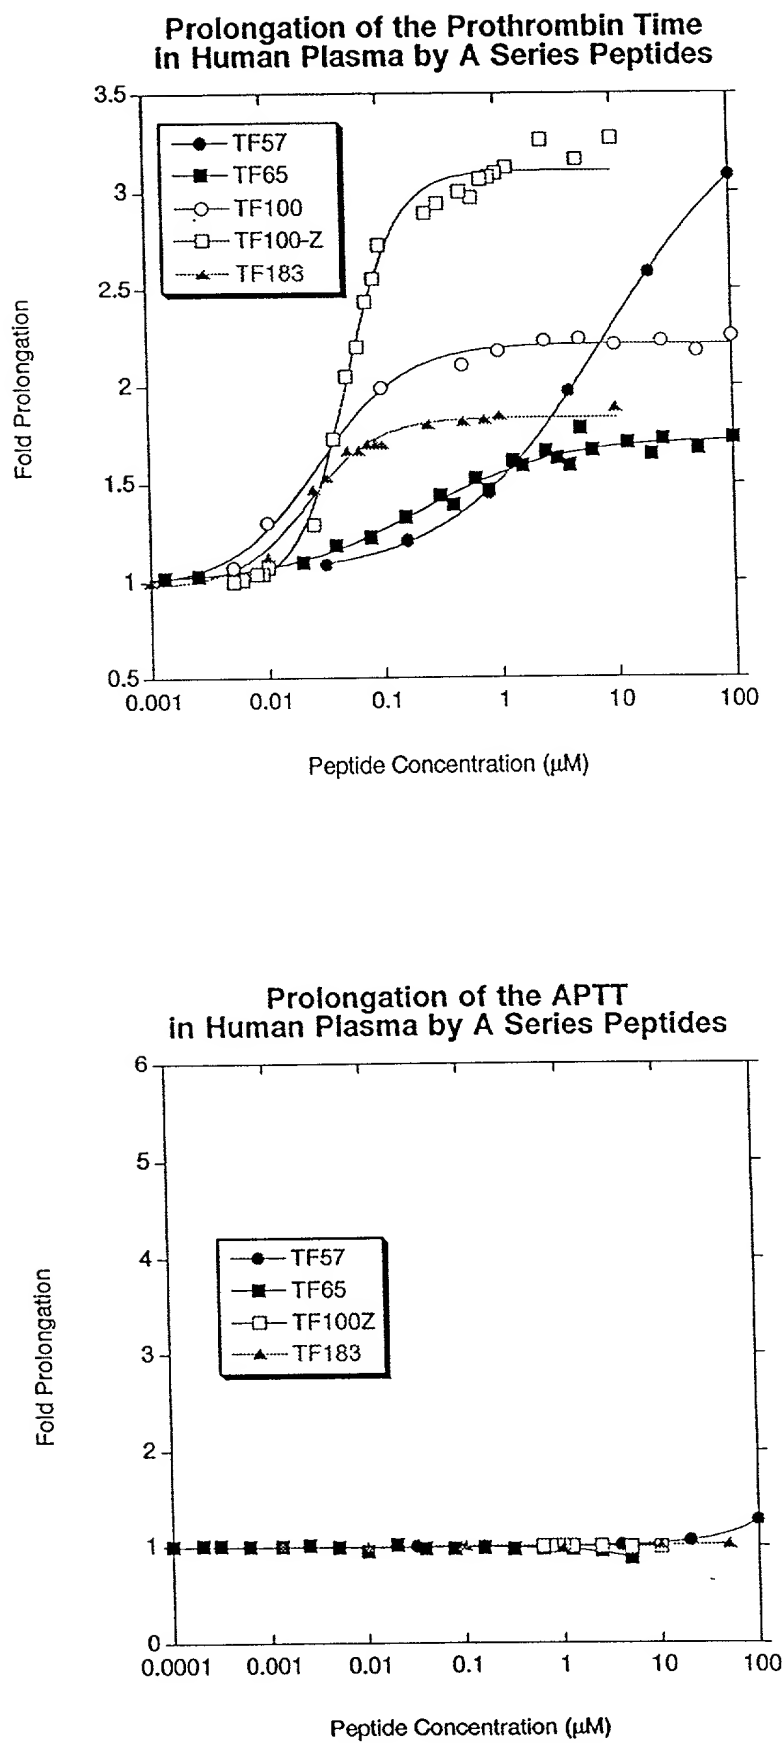 Prolongation of the Prothrombin Time
in Human Plasma by A Series Peptides
3.5
3
2.5
2
1.5
1
0.5
TF57
TF65
TF100
TF100-Z
TF183
Fold Prolongation
0.001 0.01 0.1 1 10 100
Peptide Concentration (μM)
Prolongation of the APTT
in Human Plasma by A Series Peptides
6
5
4
3
2
1
0
TF57
TF65
TF100Z
TF183
Fold Prolongation
0.0001 0.001 0.01 0.1 1 10 100
Peptide Concentration (μM)